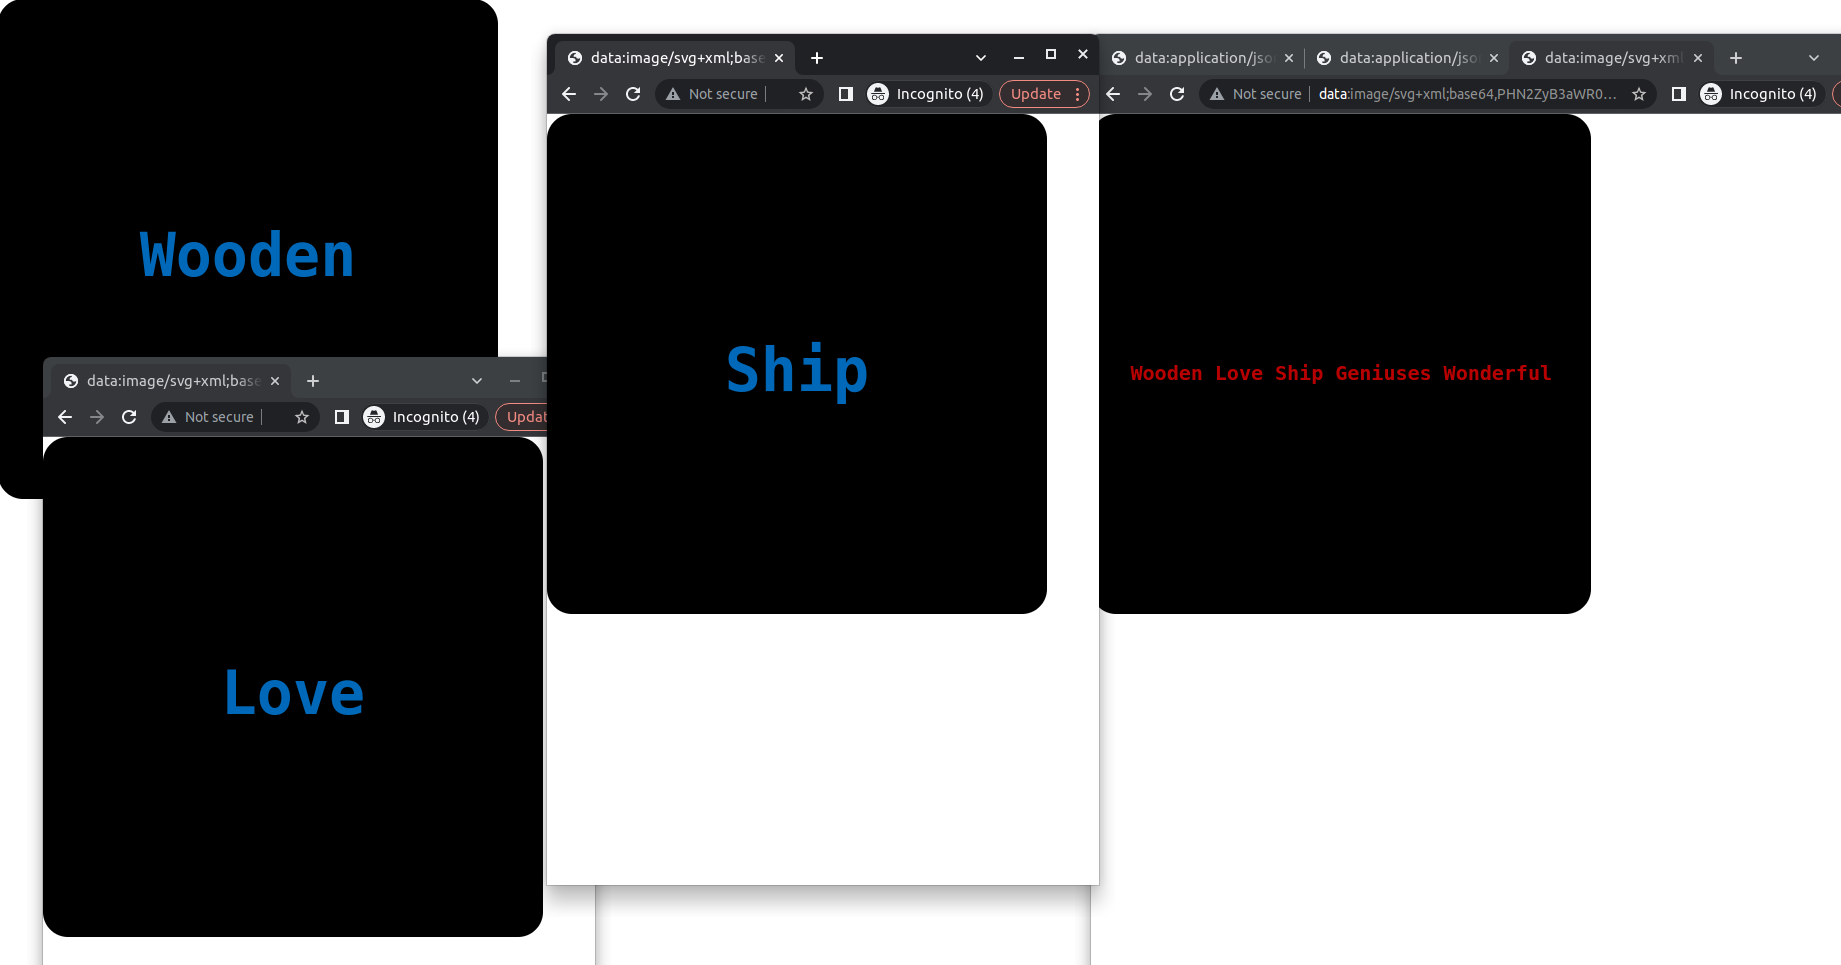 Wooden
data:image/svg+xml;base
Not secure
Incognito (4)
Updat
Love
data:image/svg+xml;base
Not secure
Incognito (4)
Update
Ship
data:application/jso
data:application/jso
data:image/svg+xml
Not secure
data:image/svg+xml;base64,PHN2ZyB3aWR0...
Incognito (4)
Wooden Love Ship Geniuses Wonderful